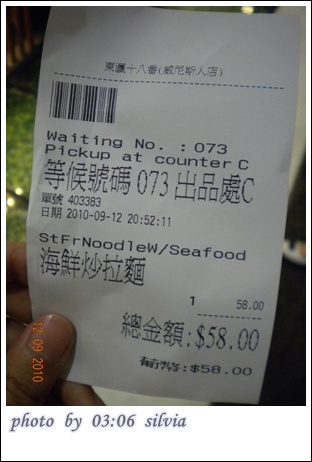 東瀛十八番(威尼斯人店)
Waiting No. : 073
Pickup at counter C
等候號碼 073 出品處C
單號 403383
日期 2010-09-12 20:52:11
StFrNoodleW/Seafood
海鮮炒拉麵
1 58.00
總金額:$58.00
:$58.00
12 09 2010
photo by 03:06 silvia